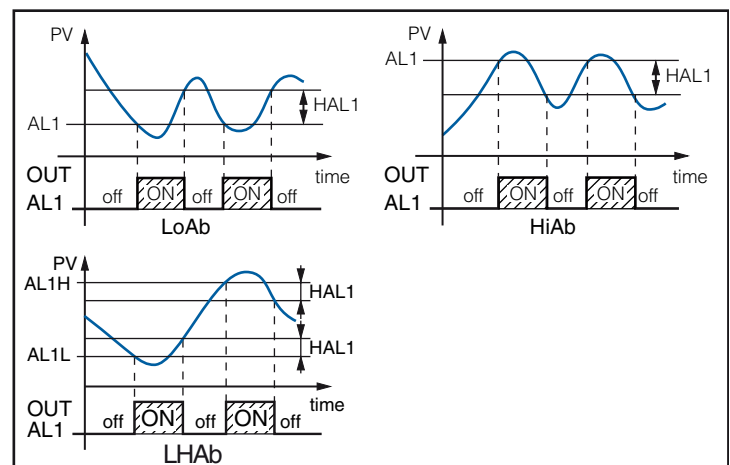 PV
AL1
HAL1
time
OUT
AL1
off ON off ON off
LoAb
PV
AL1
HAL1
time
OUT
AL1
off ON off ON off
HiAb
PV
AL1H
HAL1
HAL1
AL1L
time
OUT
AL1
off ON off ON off
LHAb